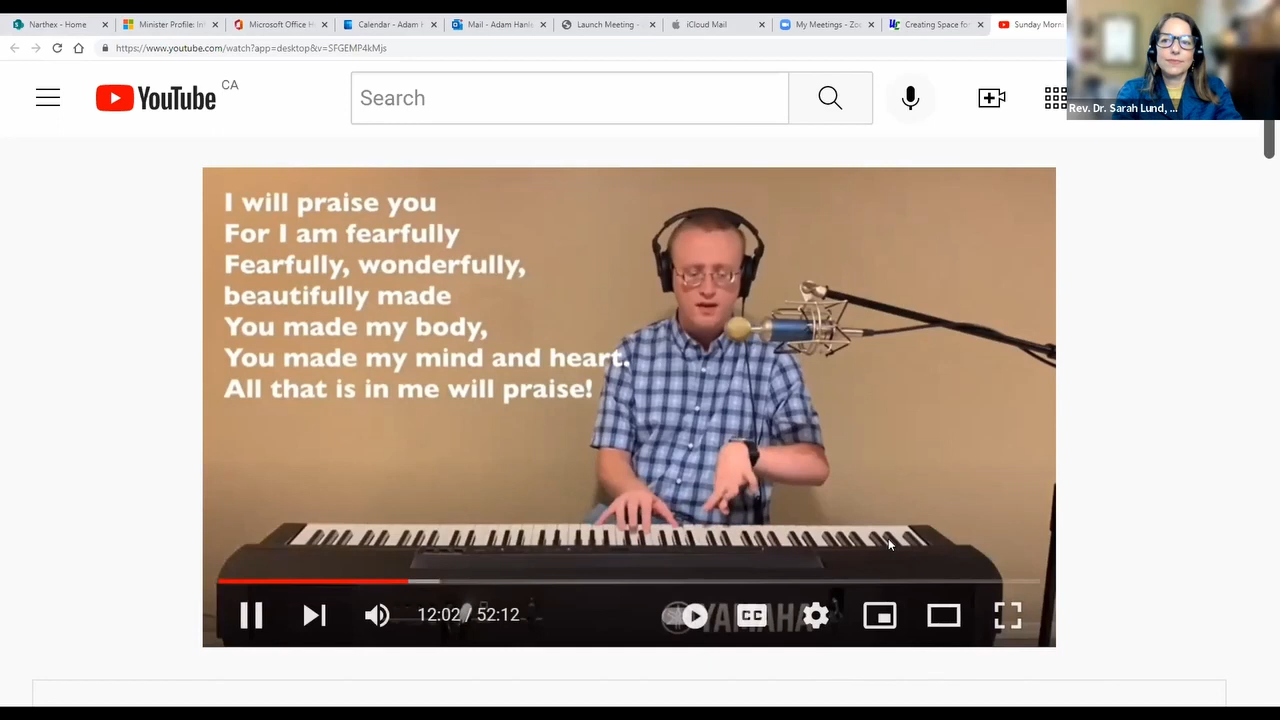 Narthex - Home
Minister Profile: In
Microsoft Office H
Calendar - Adam H
Mail - Adam Hanle
Launch Meeting -
iCloud Mail
My Meetings - Zoo
Creating Space for
Sunday Morni
https://www.youtube.com/watch?app=desktop&v=SFGEMP4kMjs
YouTube CA
Search
Rev. Dr. Sarah Lund, ...
I will praise you
For I am fearfully
Fearfully, wonderfully,
beautifully made
You made my body,
You made my mind and heart.
All that is in me will praise!
12:02 / 52:12
CC
YAMAHA